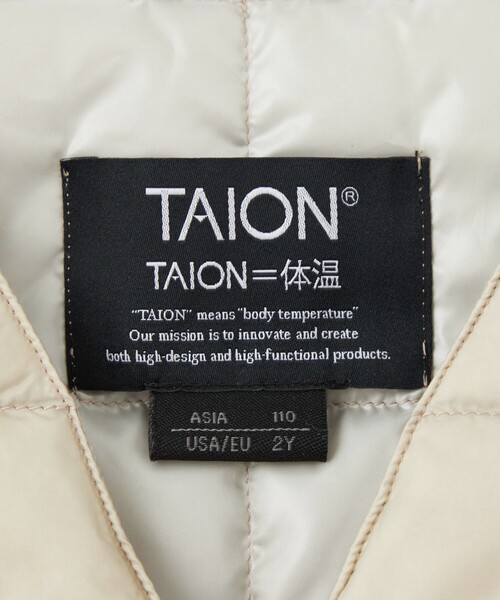 TAION®
TAION=体温
"TAION" means "body temperature"
Our mission is to innovate and create
both high-design and high-functional products.
ASIA 110
USA/EU 2Y